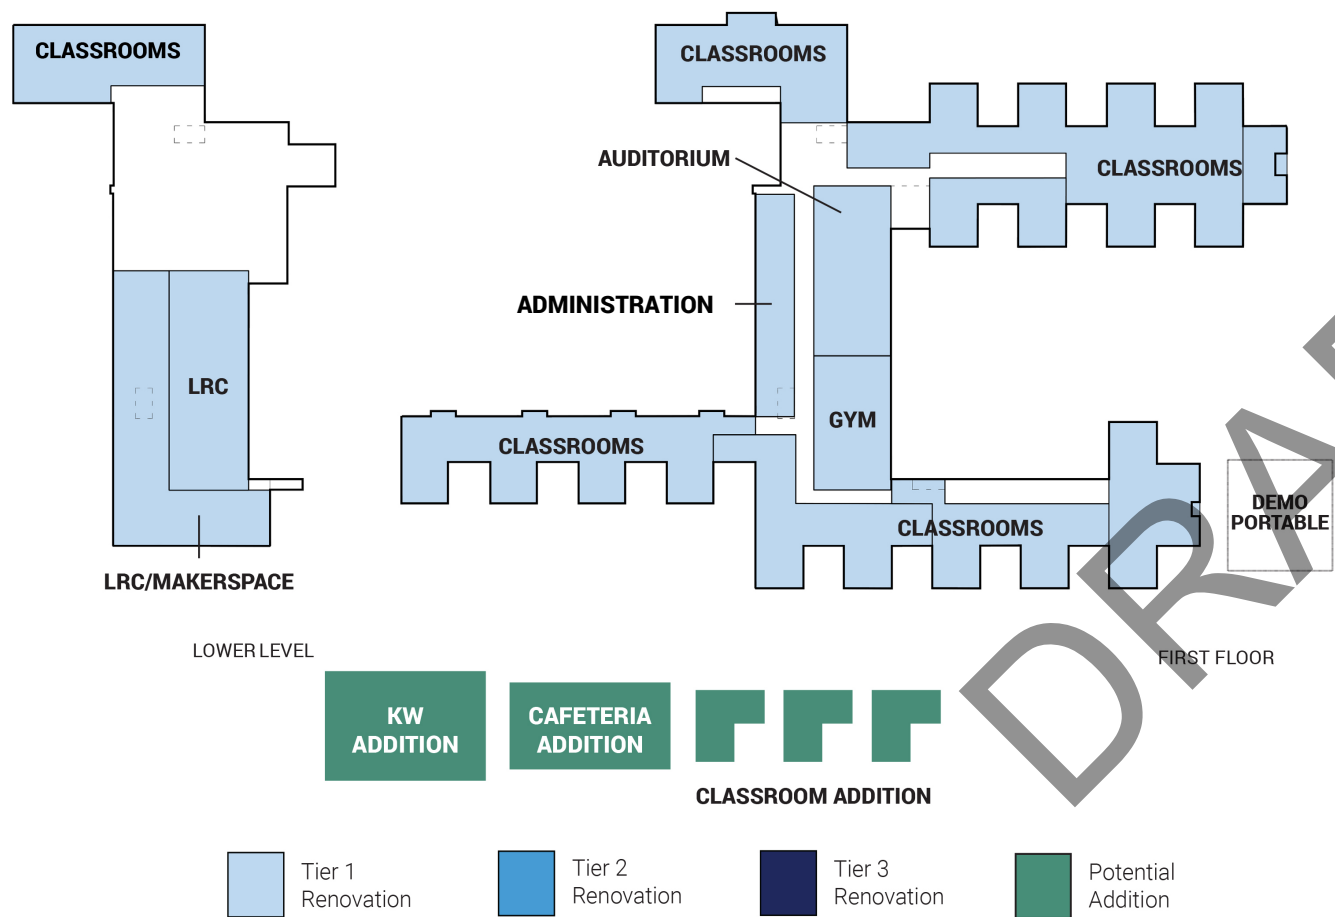 CLASSROOMS
CLASSROOMS
AUDITORIUM
CLASSROOMS
ADMINISTRATION
LRC
GYM
CLASSROOMS
CLASSROOMS
DEMO
PORTABLE
LRC/MAKERSPACE
LOWER LEVEL
FIRST FLOOR
KW
ADDITION
CAFETERIA
ADDITION
CLASSROOM ADDITION
Tier 1
Renovation
Tier 2
Renovation
Tier 3
Renovation
Potential
Addition